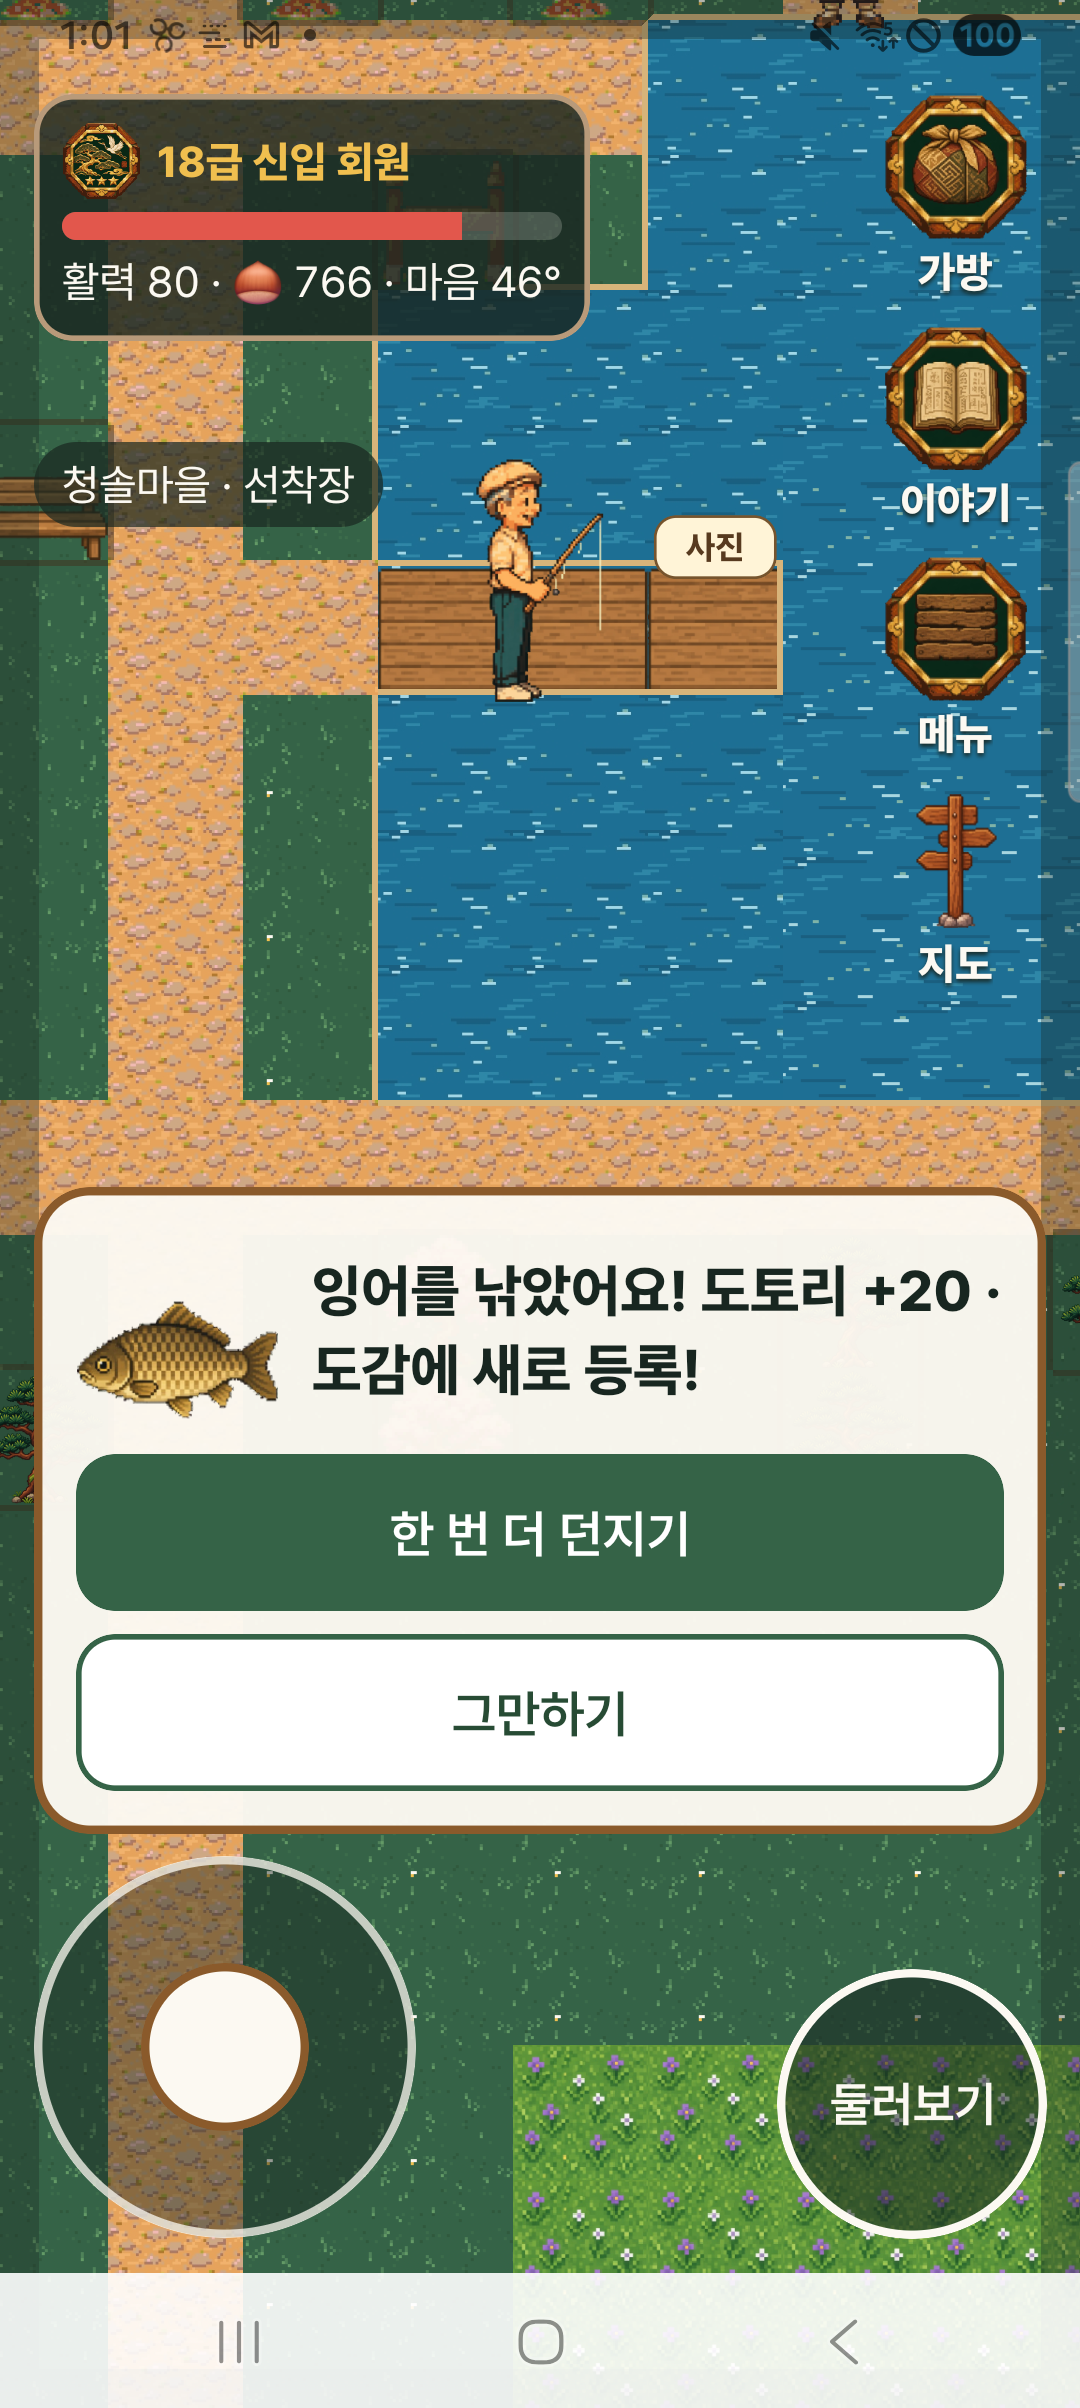 1:01
100
18급 신입 회원
활력 80 · 766 · 마음 46°
가방
청솔마을 · 선착장
이야기
사진
메뉴
지도
잉어를 낚았어요! 도토리 +20 ·
도감에 새로 등록!
한 번 더 던지기
그만하기
둘러보기